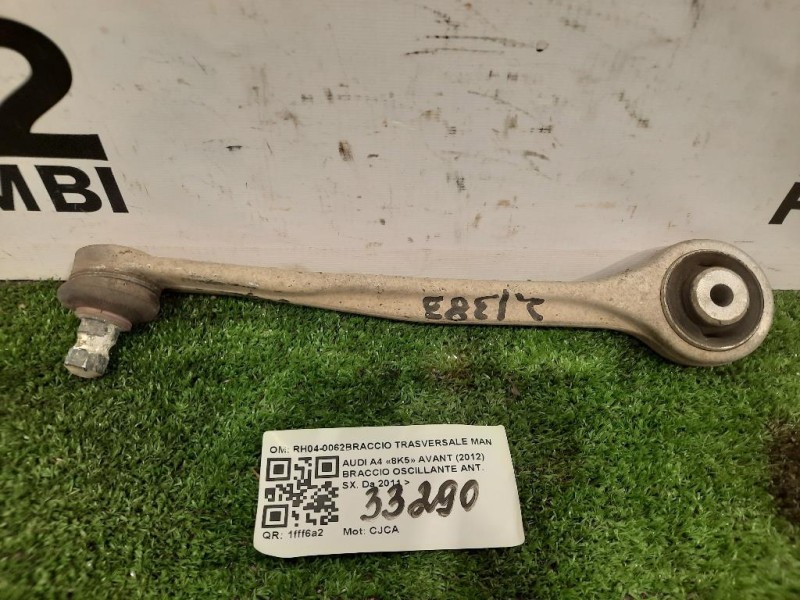 2
MBI
A
2/383
OM: RH04-0062BRACCIO TRASVERSALE MAN
AUDI A4 «8K5» AVANT (2012)
BRACCIO OSCILLANTE ANT.
SX. Da 2011 >
33290
QR: 1fff6a2 Mot: CJCA